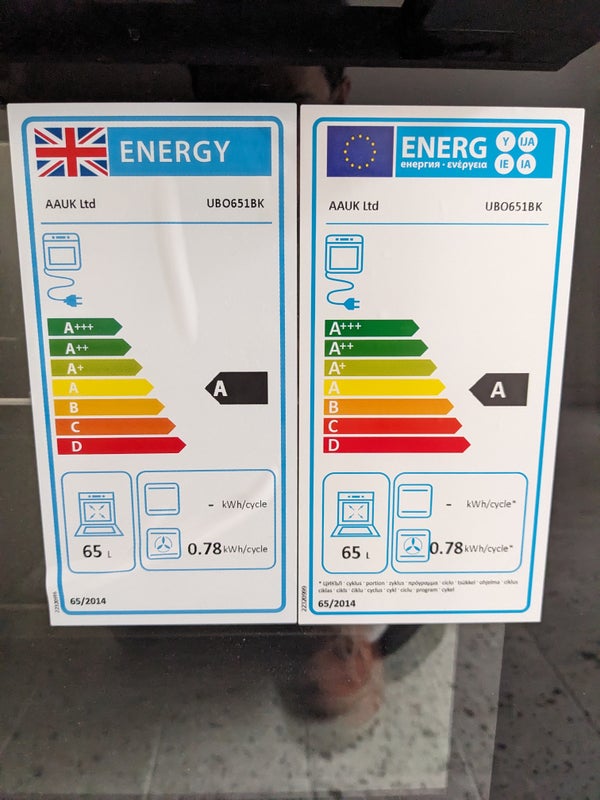 ENERGY
AAUK Ltd UBO651BK
A+++
A++
A+
A
B
C
D
A
- kWh/cycle
65 L
0.78 kWh/cycle
65/2014
ENERG
енергия · ενέργεια
Y IJA
IE IA
AAUK Ltd UBO651BK
A+++
A++
A+
A
B
C
D
A
- kWh/cycle*
65 L
0.78 kWh/cycle*
65/2014